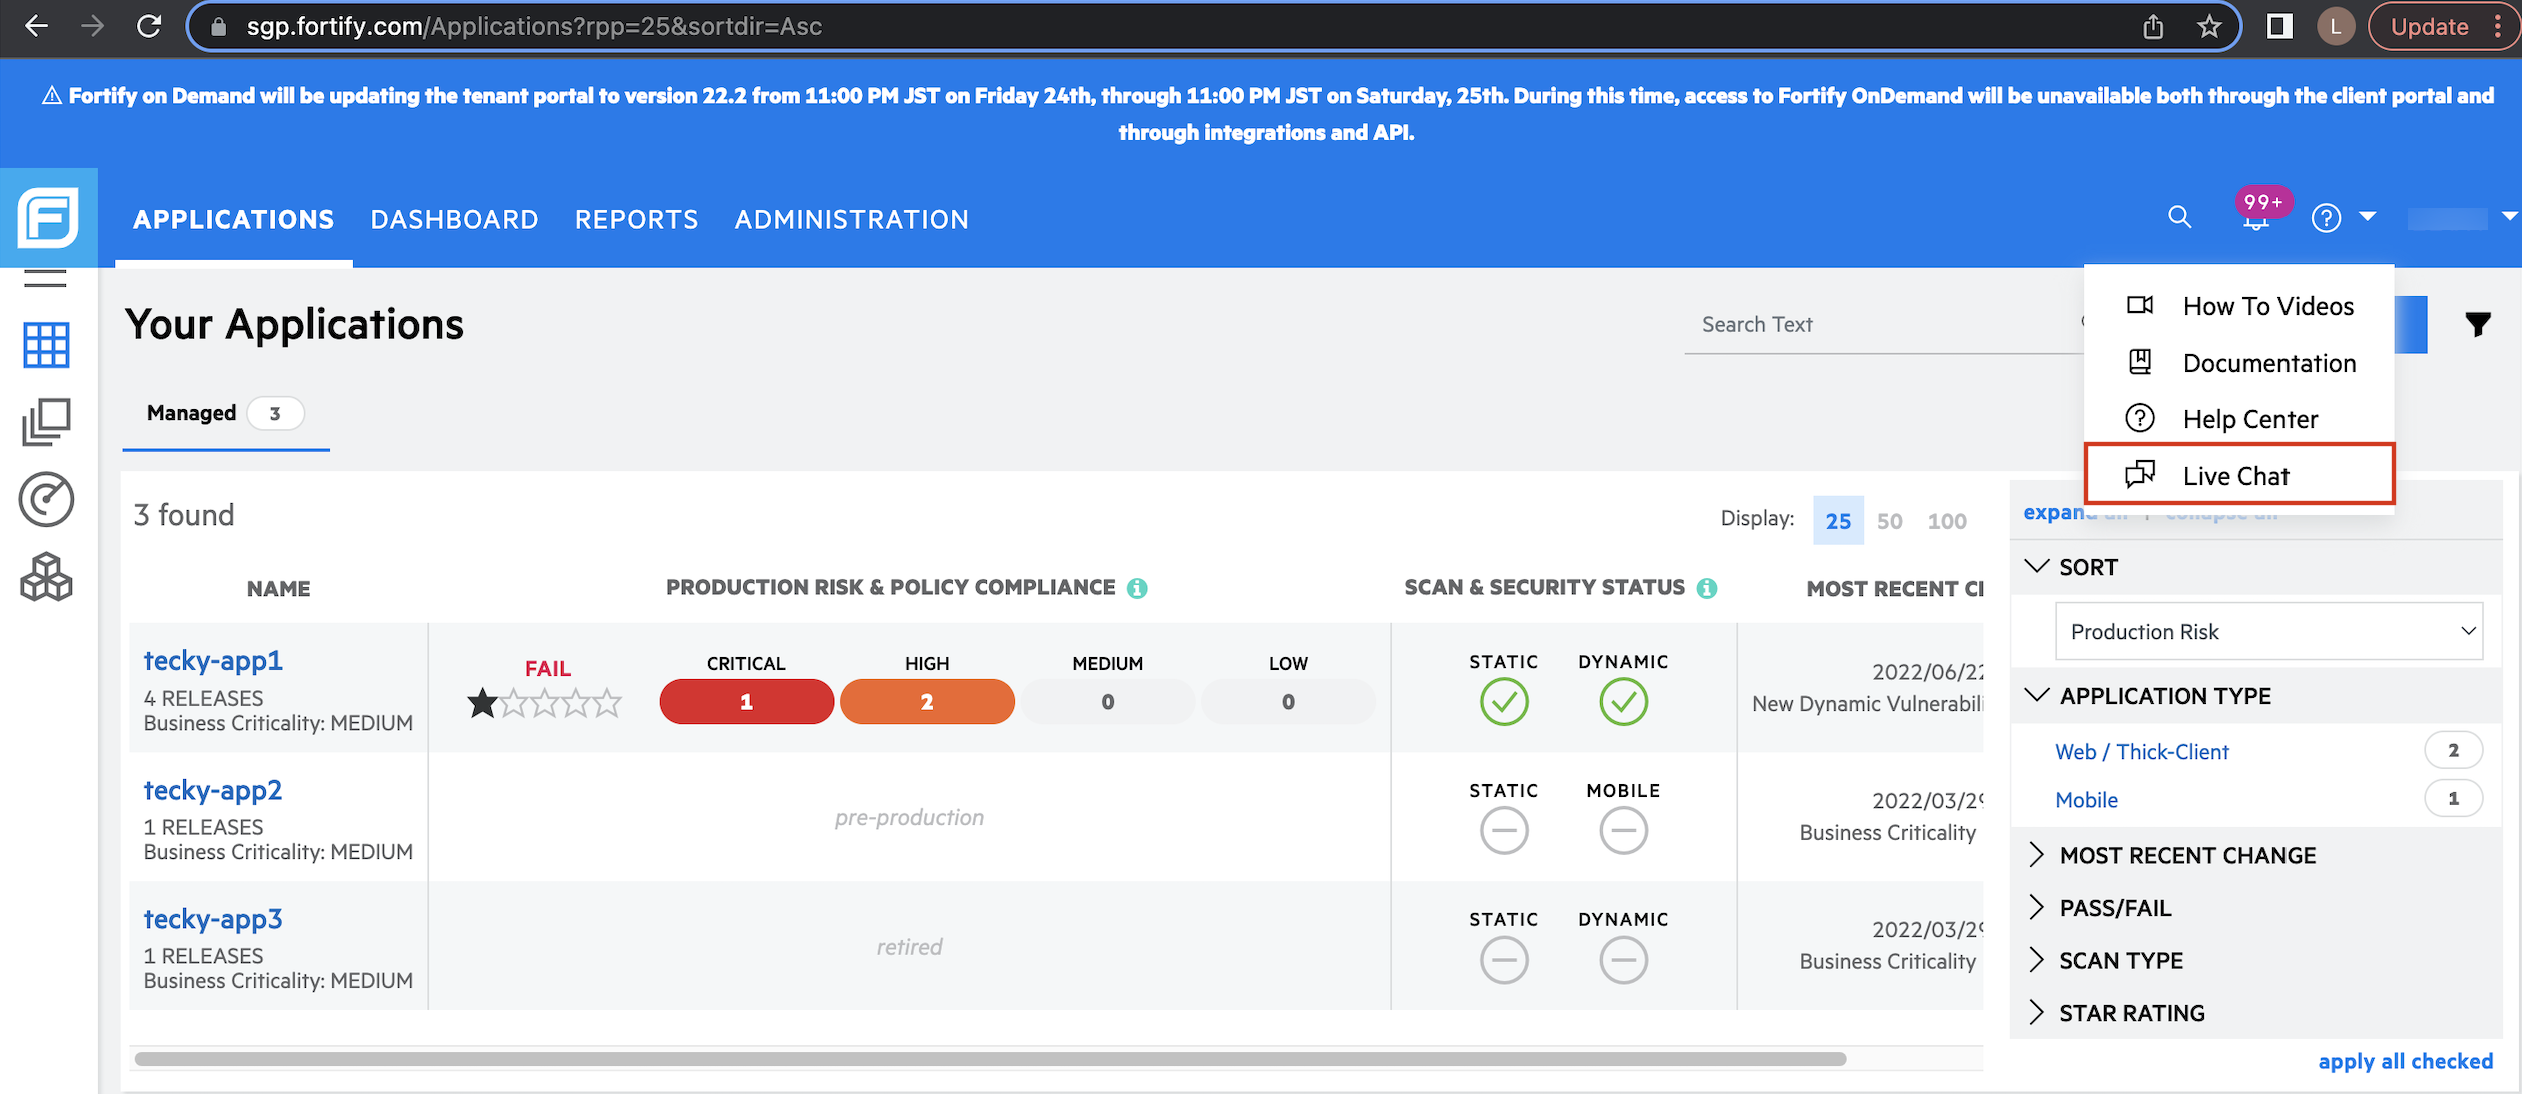 sgp.fortify.com/Applications?rpp=25&sortdir=Asc
L
Update
Fortify on Demand will be updating the tenant portal to version 22.2 from 11:00 PM JST on Friday 24th, through 11:00 PM JST on Saturday, 25th. During this time, access to Fortify OnDemand will be unavailable both through the client portal and
through integrations and API.
F
APPLICATIONS DASHBOARD REPORTS ADMINISTRATION
99+
?
Your Applications
Search Text
How To Videos
Documentation
Help Center
Live Chat
Managed 3
3 found
Display: 25 50 100
expand all | collapse all
NAME PRODUCTION RISK & POLICY COMPLIANCE SCAN & SECURITY STATUS MOST RECENT
tecky-app1
4 RELEASES
Business Criticality: MEDIUM
FAIL
CRITICAL HIGH MEDIUM LOW
1 2 0 0
STATIC DYNAMIC
2022/06/22
New Dynamic Vulnerabili
tecky-app2
1 RELEASES
Business Criticality: MEDIUM
pre-production
STATIC MOBILE
2022/03/29
Business Criticality
tecky-app3
1 RELEASES
Business Criticality: MEDIUM
retired
STATIC DYNAMIC
2022/03/29
Business Criticality
SORT
Production Risk
APPLICATION TYPE
Web / Thick-Client 2
Mobile 1
MOST RECENT CHANGE
PASS/FAIL
SCAN TYPE
STAR RATING
apply all checked